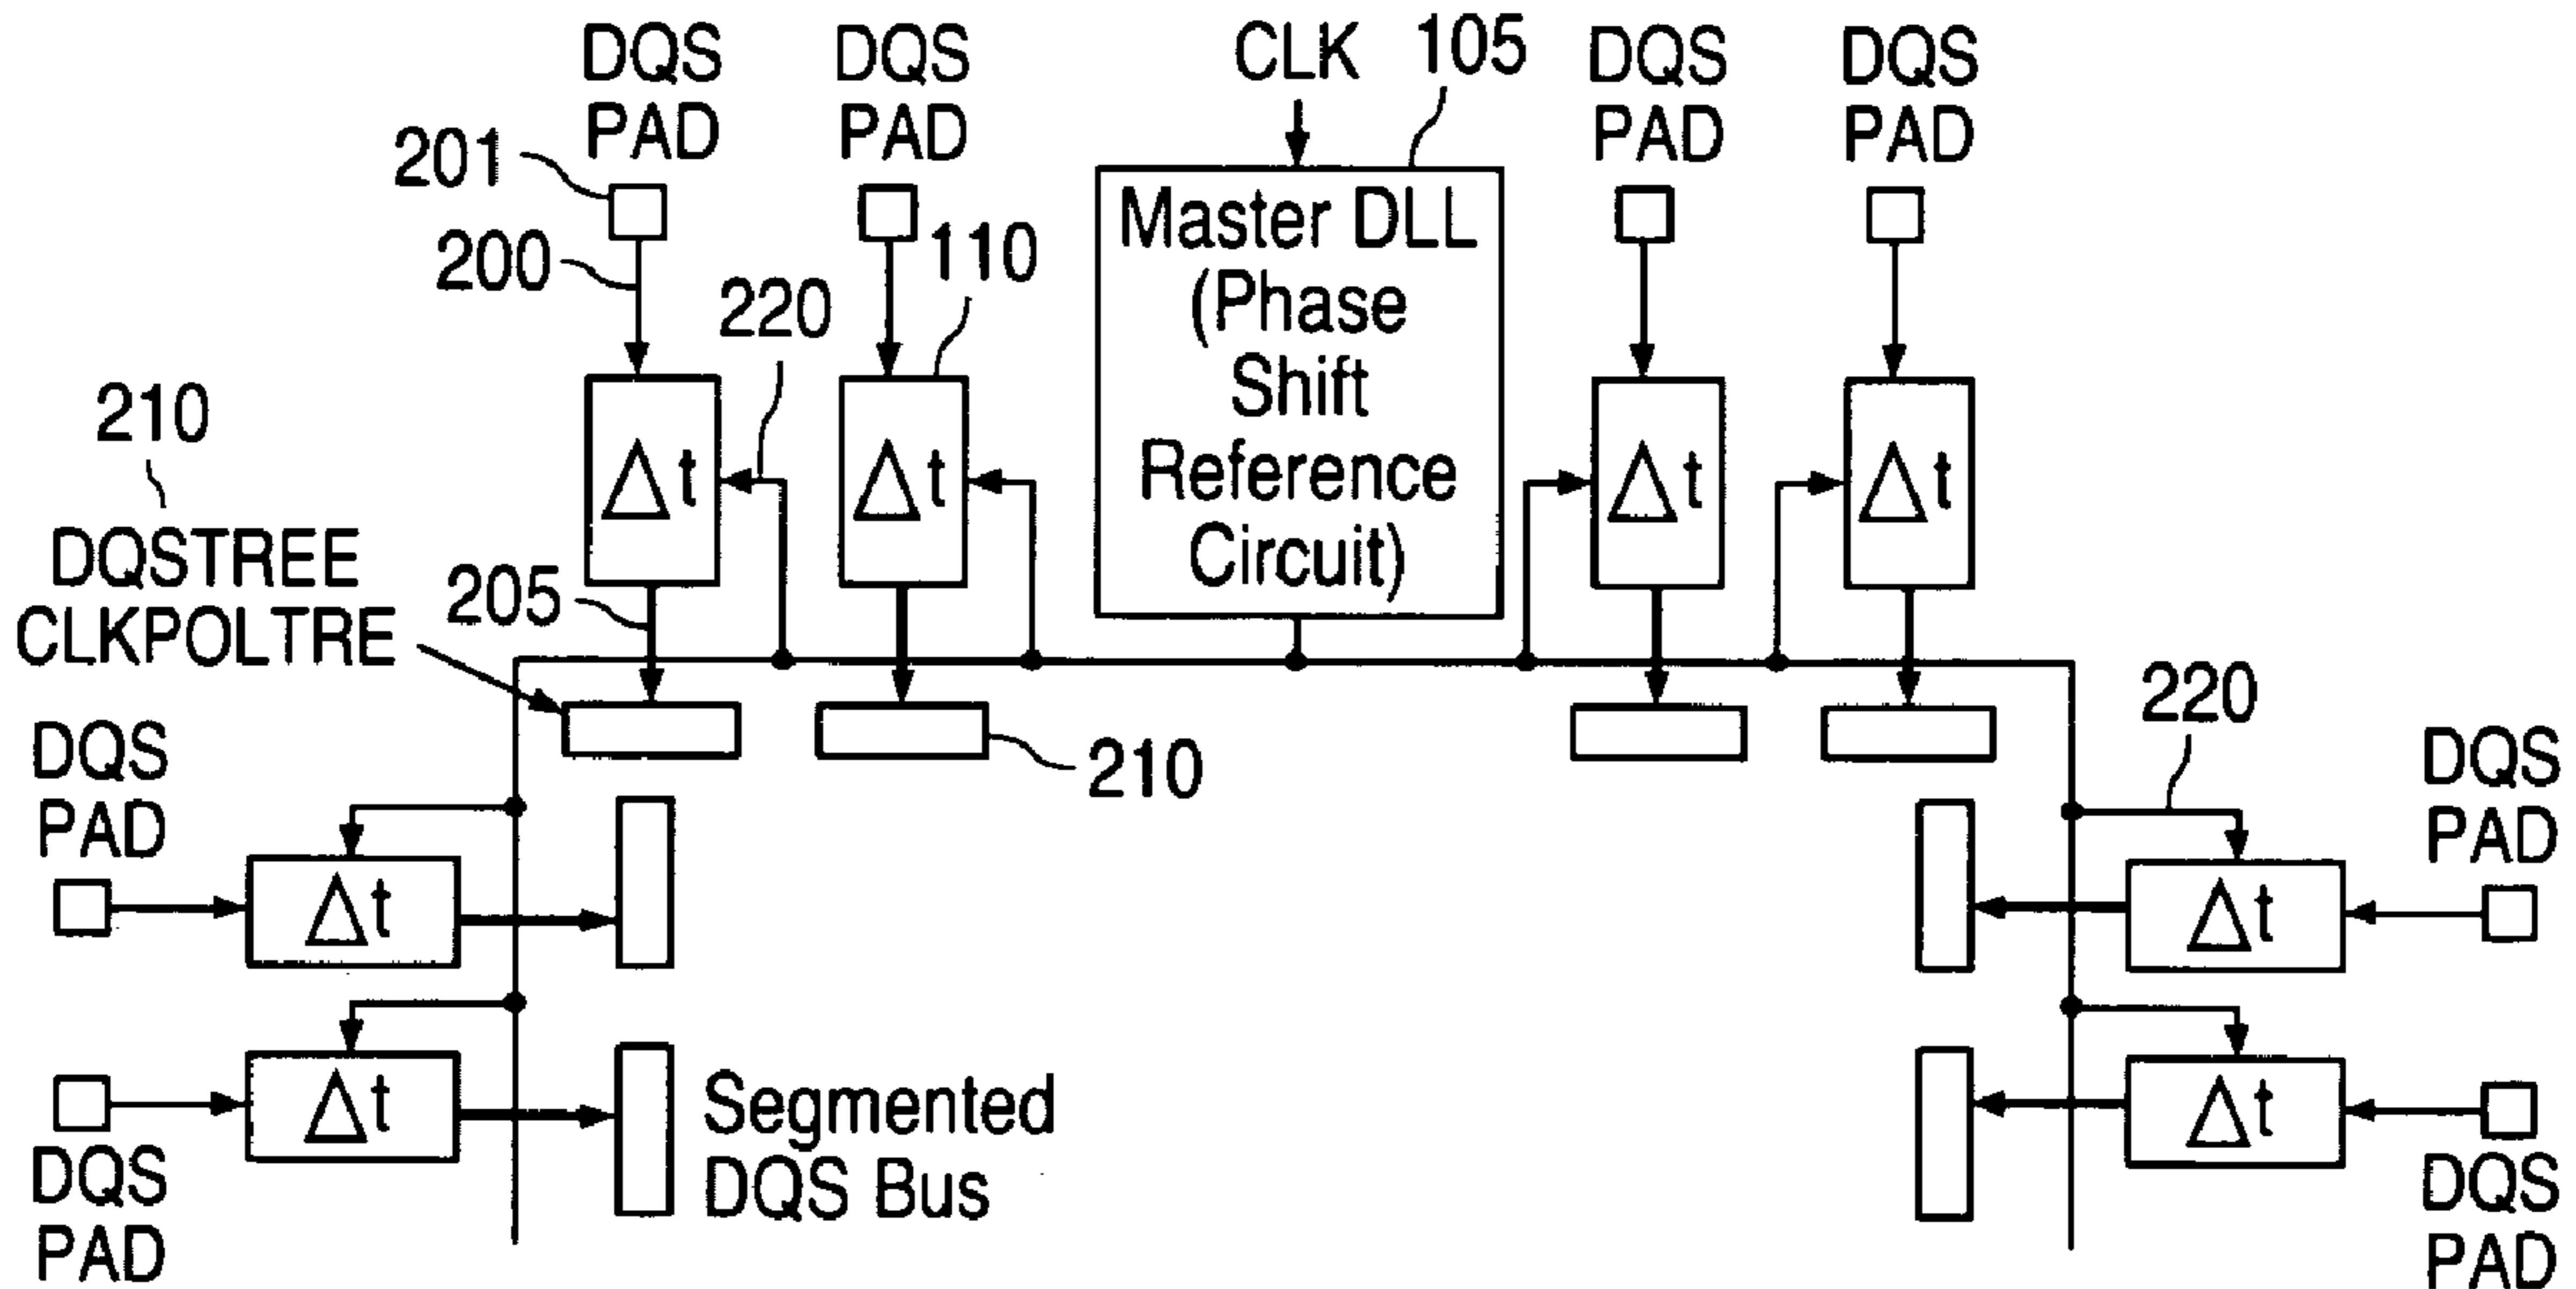 DQS
PAD
DQS
PAD
CLK
105
DQS
PAD
DQS
PAD
201
200
220
110
Master DLL
(Phase
Shift
Reference
Circuit)
Δt
Δt
Δt
Δt
210
DQSTREE
CLKPOLTRE
205
210
220
DQS
PAD
Δt
DQS
PAD
Δt
Δt
DQS
PAD
Segmented
DQS Bus
Δt
DQS
PAD